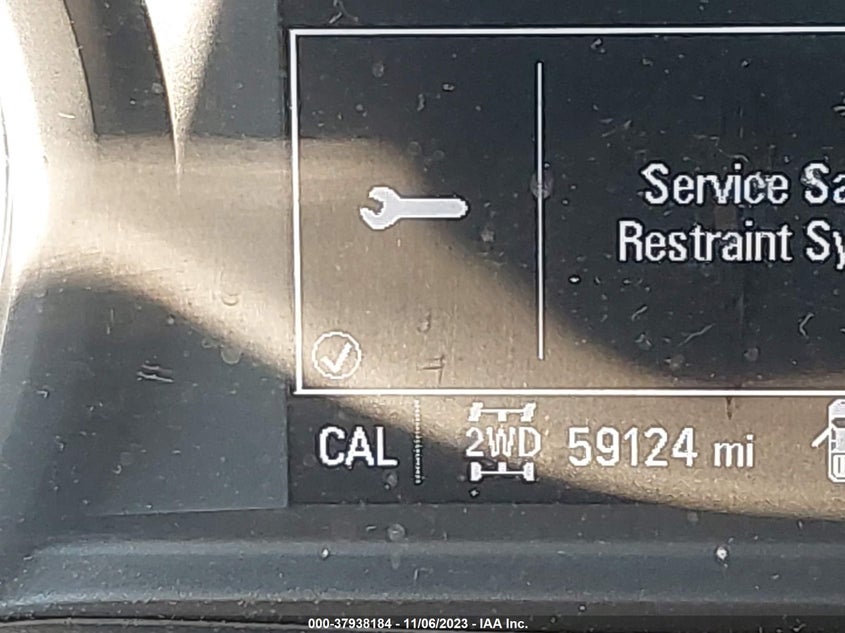 Service Sa
Restraint Sy
CAL 2WD 59124 mi
000-37938184 - 11/06/2023 - IAA Inc.